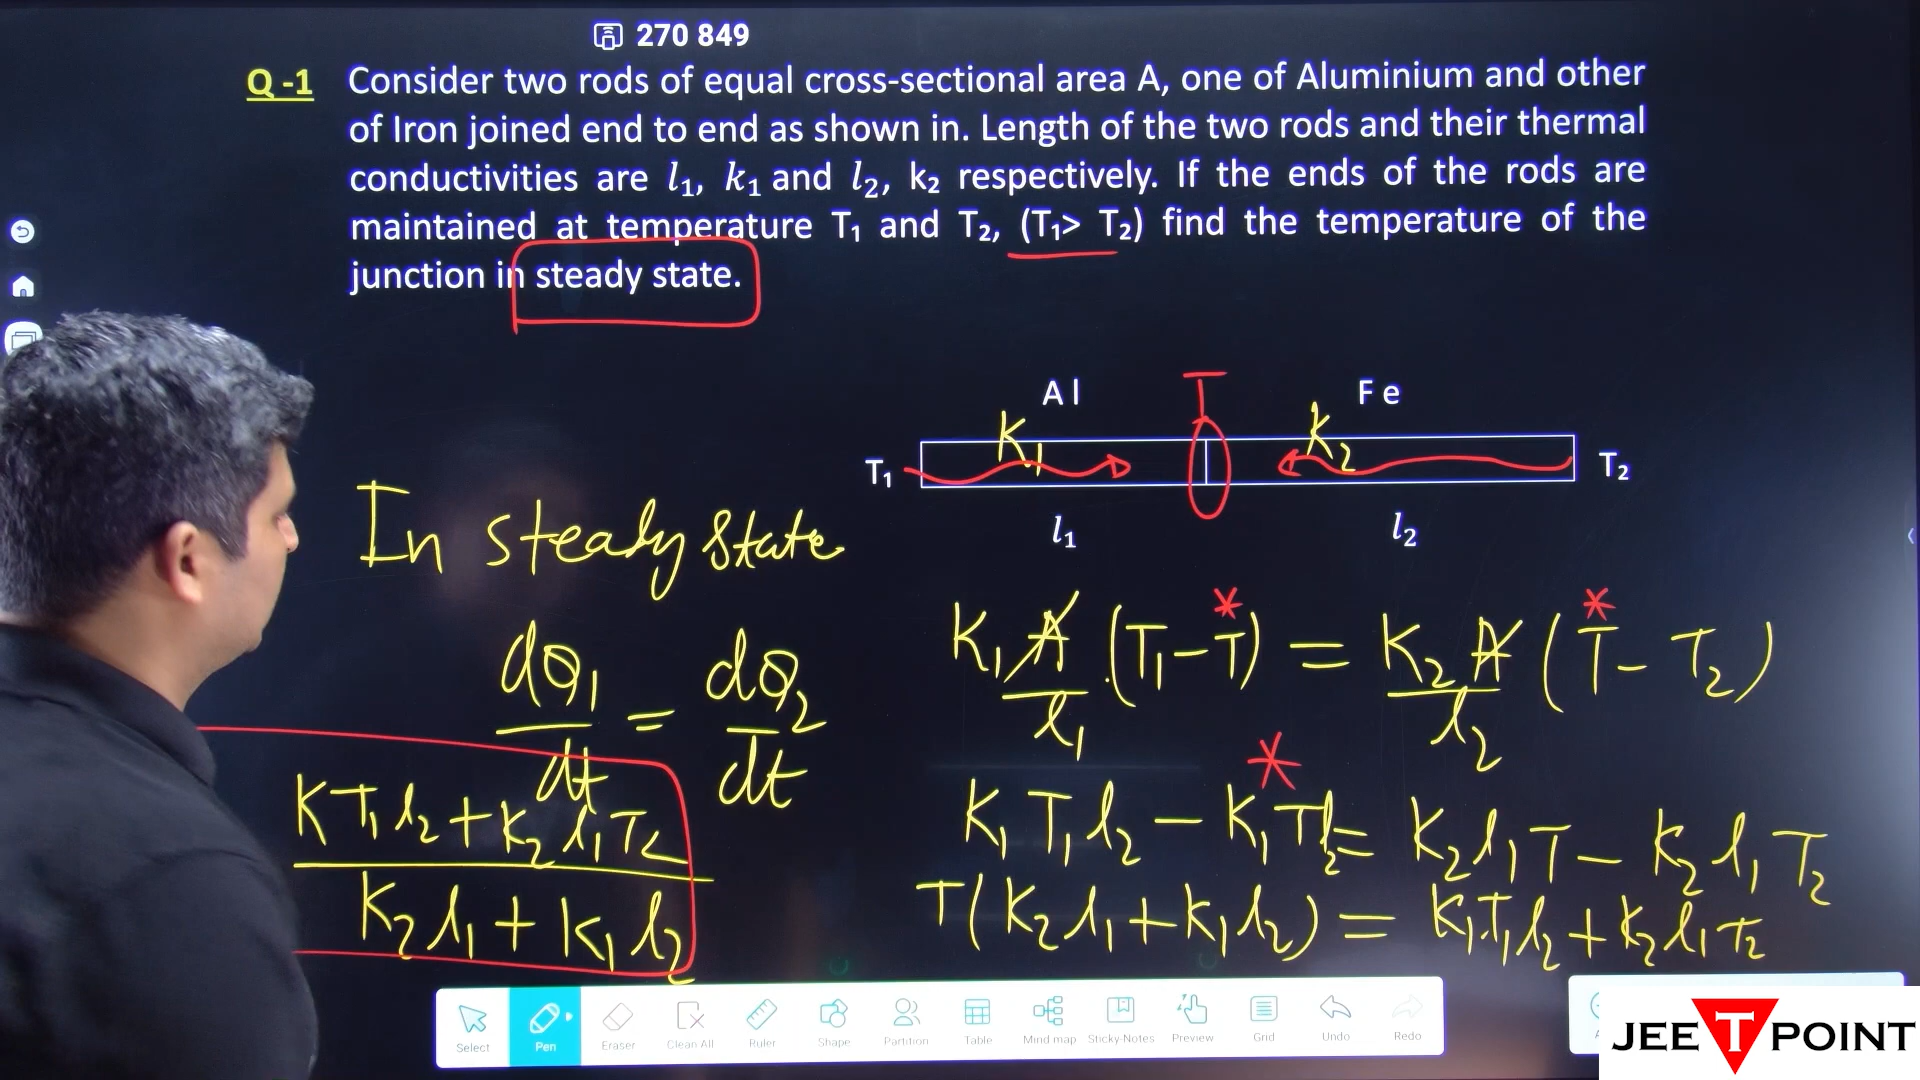 270 849
Q -1 Consider two rods of equal cross-sectional area A, one of Aluminium and other
of Iron joined end to end as shown in. Length of the two rods and their thermal
conductivities are l₁, k₁ and l₂, k₂ respectively. If the ends of the rods are
maintained at temperature T₁ and T₂, (T₁> T₂) find the temperature of the
junction in steady state.
T
Al Fe
K₁ K₂
T₁ T₂
l₁ l₂
In steady state
dQ₁/dt = dQ₂/dt
K₁A/l₁ (T₁-T) = K₂A/l₂ (T-T₂)
K₁T₁l₂ - K₁Tl₂ = K₂l₁T - K₂l₁T₂
T(K₂l₁+K₁l₂) = K₁T₁l₂+K₂l₁T₂
KT₁l₂+K₂l₁T₂
K₂l₁+K₁l₂
Select Pen Eraser Clean All Ruler Shape Partition Table Mind map Sticky-Notes Preview Grid Undo Redo
JEE T POINT